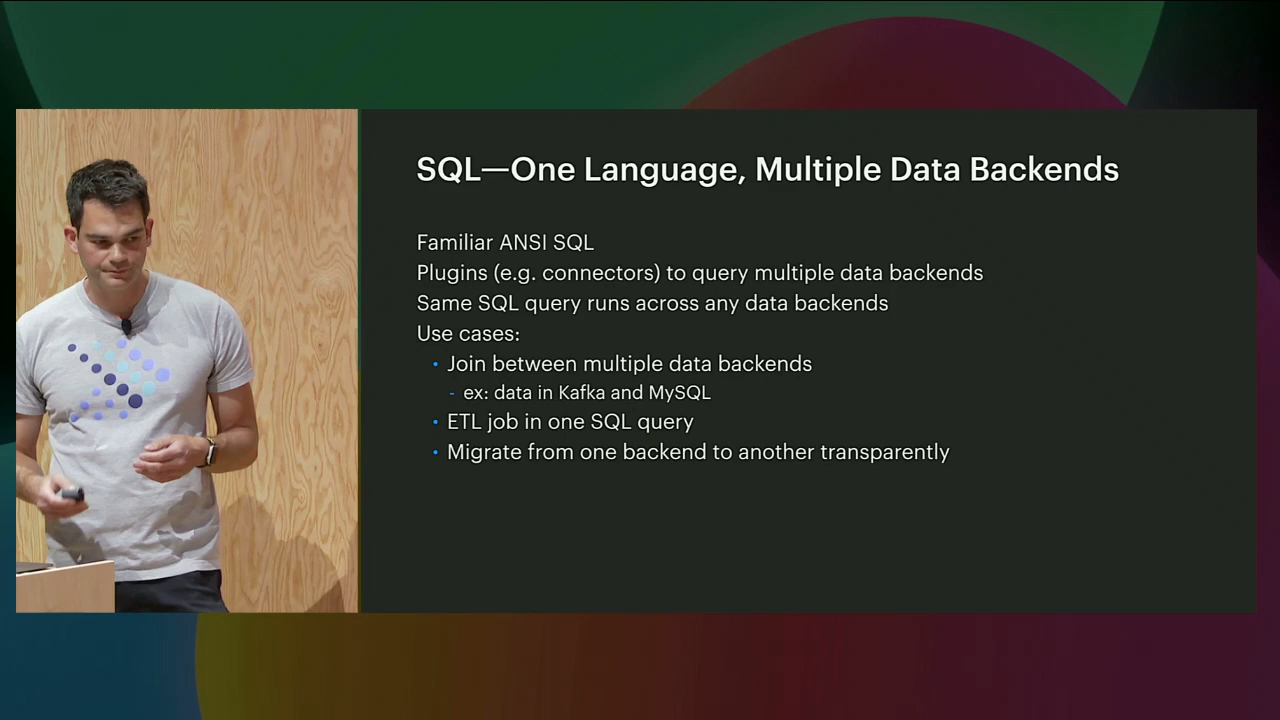 SQL—One Language, Multiple Data Backends
Familiar ANSI SQL
Plugins (e.g. connectors) to query multiple data backends
Same SQL query runs across any data backends
Use cases:
• Join between multiple data backends
- ex: data in Kafka and MySQL
• ETL job in one SQL query
• Migrate from one backend to another transparently